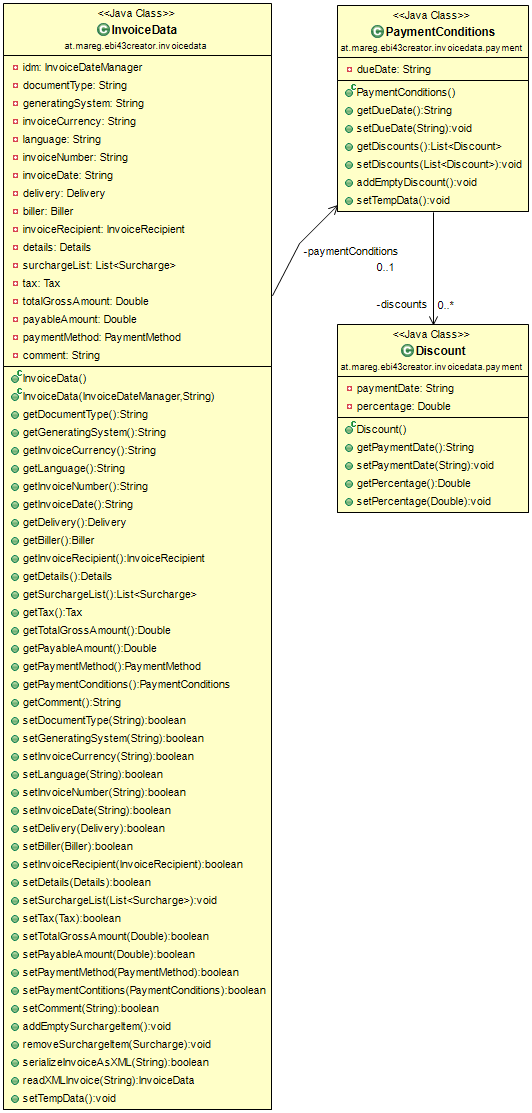 <<Java Class>>
InvoiceData
at.mareg.ebi43creator.invoicedata
idm: InvoiceDateManager
documentType: String
generatingSystem: String
invoiceCurrency: String
language: String
invoiceNumber: String
invoiceDate: String
delivery: Delivery
biller: Biller
invoiceRecipient: InvoiceRecipient
details: Details
surchargeList: List<Surcharge>
tax: Tax
totalGrossAmount: Double
payableAmount: Double
paymentMethod: PaymentMethod
comment: String
InvoiceData()
InvoiceData(InvoiceDateManager,String)
getDocumentType():String
getGeneratingSystem():String
getInvoiceCurrency():String
getLanguage():String
getInvoiceNumber():String
getInvoiceDate():String
getDelivery():Delivery
getBiller():Biller
getInvoiceRecipient():InvoiceRecipient
getDetails():Details
getSurchargeList():List<Surcharge>
getTax():Tax
getTotalGrossAmount():Double
getPayableAmount():Double
getPaymentMethod():PaymentMethod
getPaymentConditions():PaymentConditions
getComment():String
setDocumentType(String):boolean
setGeneratingSystem(String):boolean
setInvoiceCurrency(String):boolean
setLanguage(String):boolean
setInvoiceNumber(String):boolean
setInvoiceDate(String):boolean
setDelivery(Delivery):boolean
setBiller(Biller):boolean
setInvoiceRecipient(InvoiceRecipient):boolean
setDetails(Details):boolean
setSurchargeList(List<Surcharge>):void
setTax(Tax):boolean
setTotalGrossAmount(Double):boolean
setPayableAmount(Double):boolean
setPaymentMethod(PaymentMethod):boolean
setPaymentContitions(PaymentConditions):boolean
setComment(String):boolean
addEmptySurchargeItem():void
removeSurchargeItem(Surcharge):void
serializeInvoiceAsXML(String):boolean
readXMLInvoice(String):InvoiceData
setTempData():void
<<Java Class>>
PaymentConditions
at.mareg.ebi43creator.invoicedata.payment
dueDate: String
PaymentConditions()
getDueDate():String
setDueDate(String):void
getDiscounts():List<Discount>
setDiscounts(List<Discount>):void
addEmptyDiscount():void
setTempData():void
-paymentConditions
0..1
-discounts 0..*
<<Java Class>>
Discount
at.mareg.ebi43creator.invoicedata.payment
paymentDate: String
percentage: Double
Discount()
getPaymentDate():String
setPaymentDate(String):void
getPercentage():Double
setPercentage(Double):void